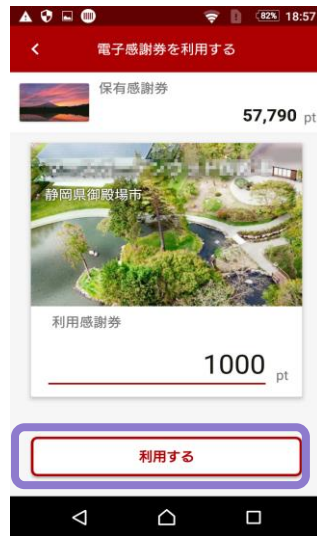 82% 18:57
電子感謝券を利用する
保有感謝券
57,790 pt
静岡県御殿場市
利用感謝券
1000 pt
利用する